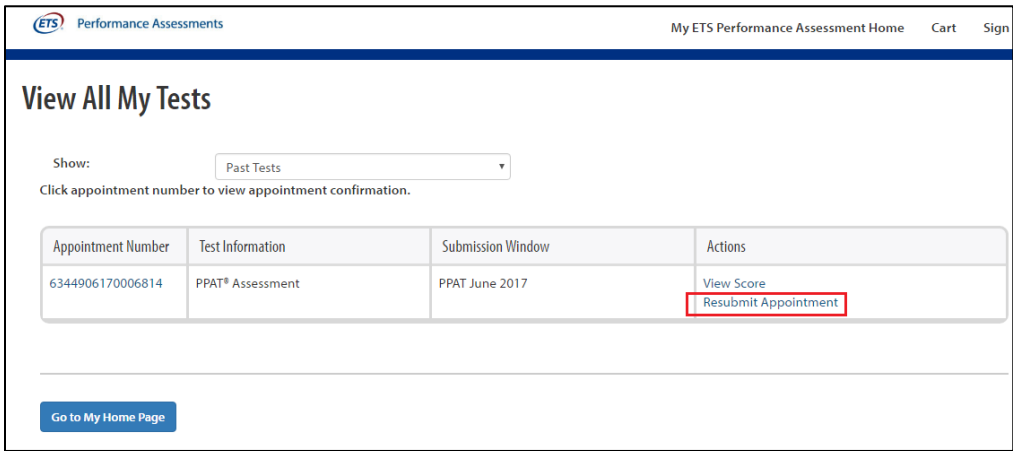 ETS Performance Assessments My ETS Performance Assessment Home Cart Sign
View All My Tests
Show: Past Tests
Click appointment number to view appointment confirmation.
Appointment Number Test Information Submission Window Actions
6344906170006814 PPAT® Assessment PPAT June 2017 View Score
Resubmit Appointment
Go to My Home Page